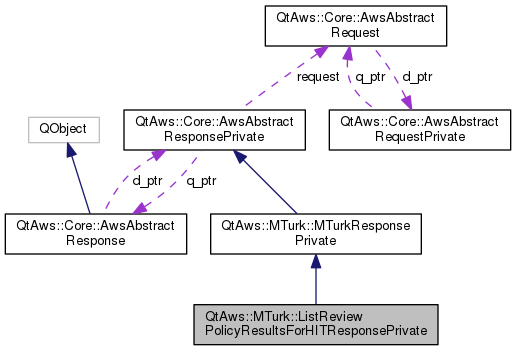 QtAws::Core::AwsAbstract
Request
request
q_ptr
d_ptr
QObject
QtAws::Core::AwsAbstract
ResponsePrivate
QtAws::Core::AwsAbstract
RequestPrivate
d_ptr
q_ptr
QtAws::Core::AwsAbstract
Response
QtAws::MTurk::MTurkResponse
Private
QtAws::MTurk::ListReview
PolicyResultsForHITResponsePrivate